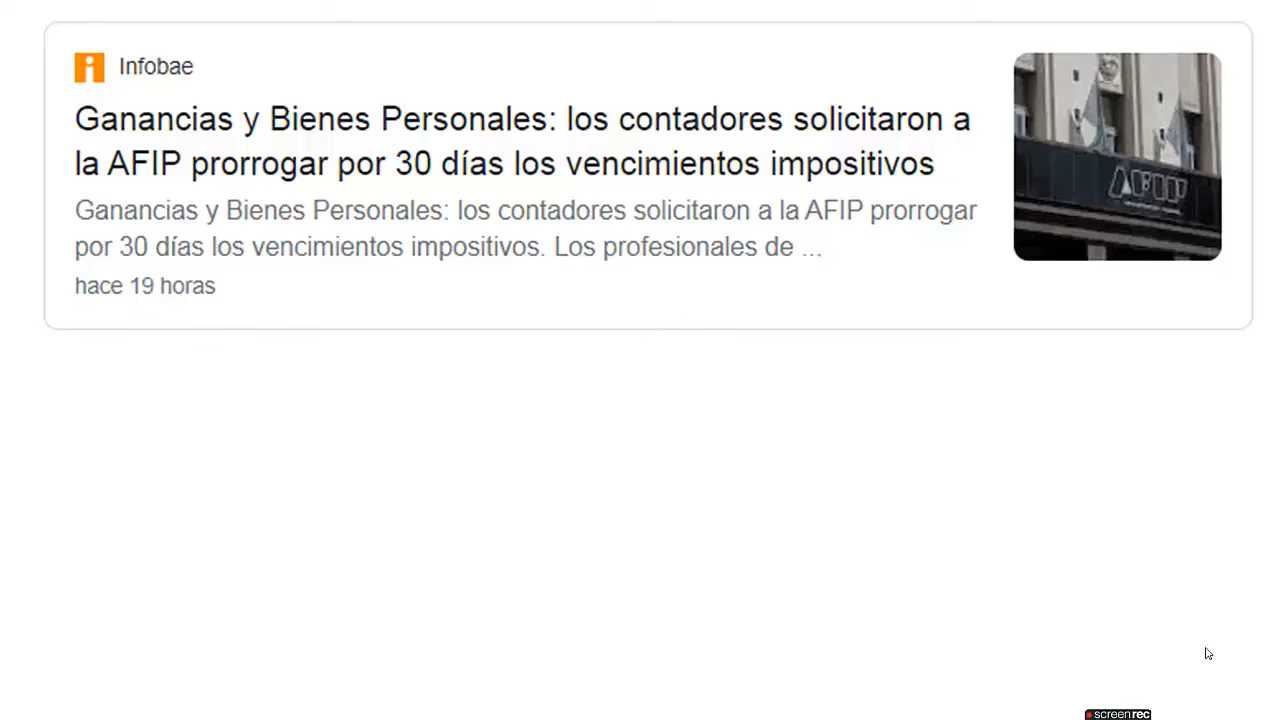 Infobae
Ganancias y Bienes Personales: los contadores solicitaron a
la AFIP prorrogar por 30 días los vencimientos impositivos
Ganancias y Bienes Personales: los contadores solicitaron a la AFIP prorrogar
por 30 días los vencimientos impositivos. Los profesionales de ...
hace 19 horas
AFIP
screenrec